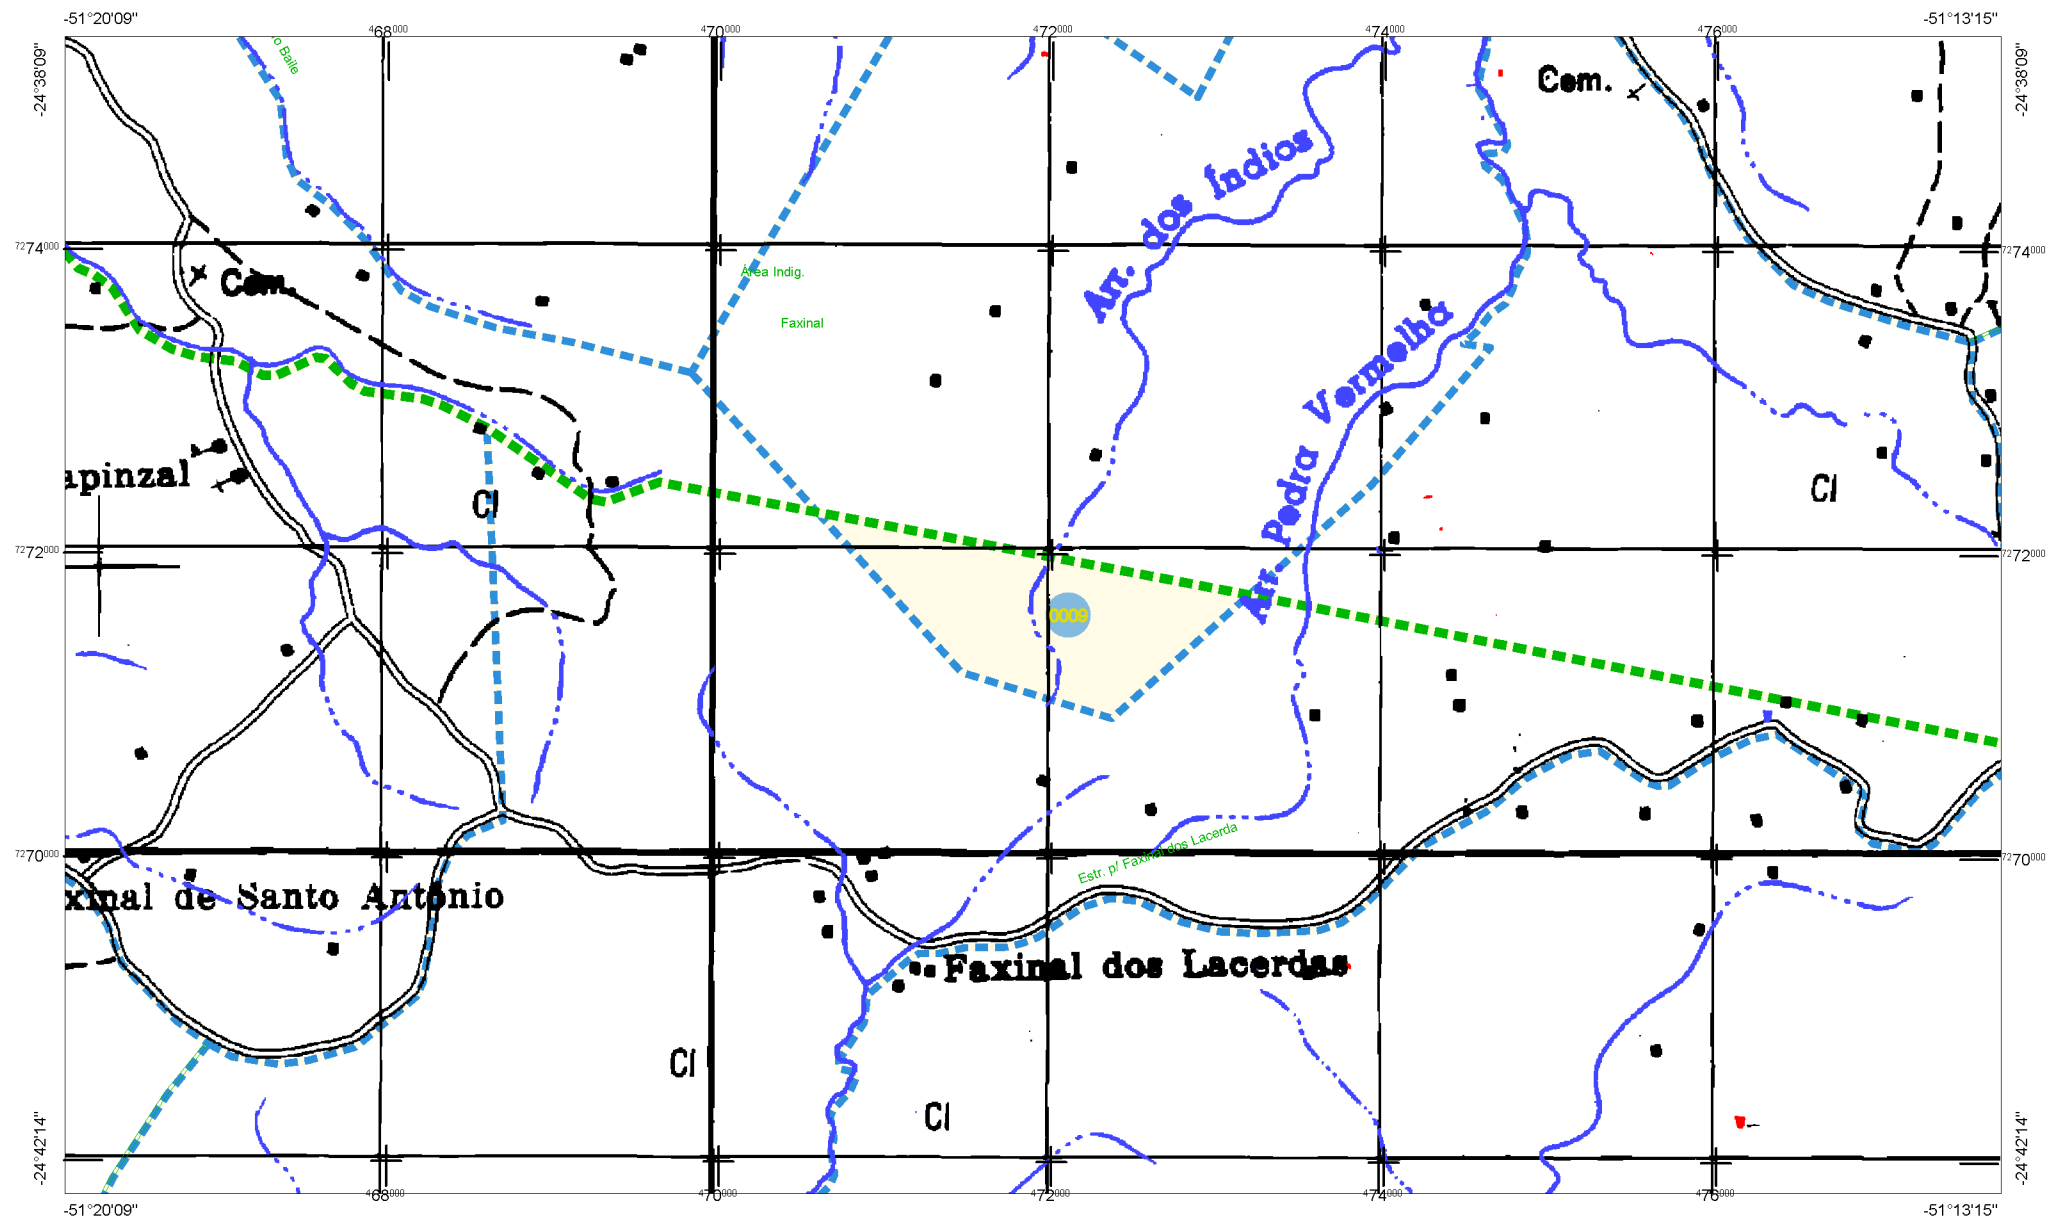 -51°20'09"
-51°13'15"
468000
470000
472000
474000
476000
-24°38'09"
-24°38'09"
o Baile
Cem.
Arr. dos Índios
7274000
7274000
Área Indig.
Cem.
Faxinal
Arr. Pedra Vermelha
apinzal
Cl
Cl
7272000
7272000
0009
Estr. p/ Faxinal dos Lacerda
7270000
7270000
xinal de Santo Antônio
Faxinal dos Lacerdas
Cl
Cl
-24°42'14"
-24°42'14"
468000
470000
472000
474000
476000
-51°20'09"
-51°13'15"